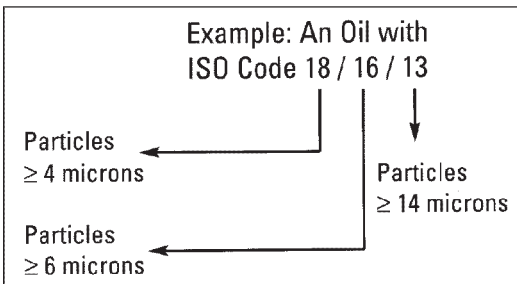 Example: An Oil with
ISO Code 18 / 16 / 13
Particles
≥ 4 microns
Particles
≥ 14 microns
Particles
≥ 6 microns